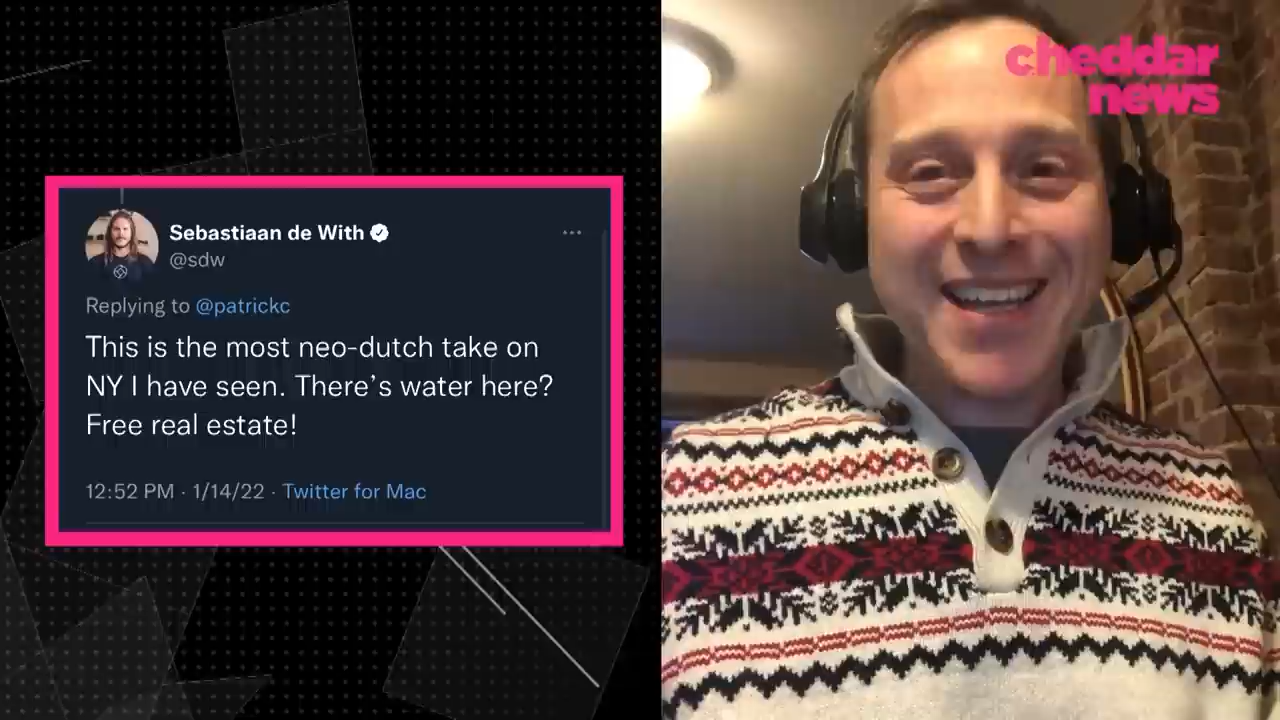 Sebastiaan de With
@sdw
Replying to @patrickc
This is the most neo-dutch take on
NY I have seen. There’s water here?
Free real estate!
12:52 PM · 1/14/22 · Twitter for Mac
cheddar
news